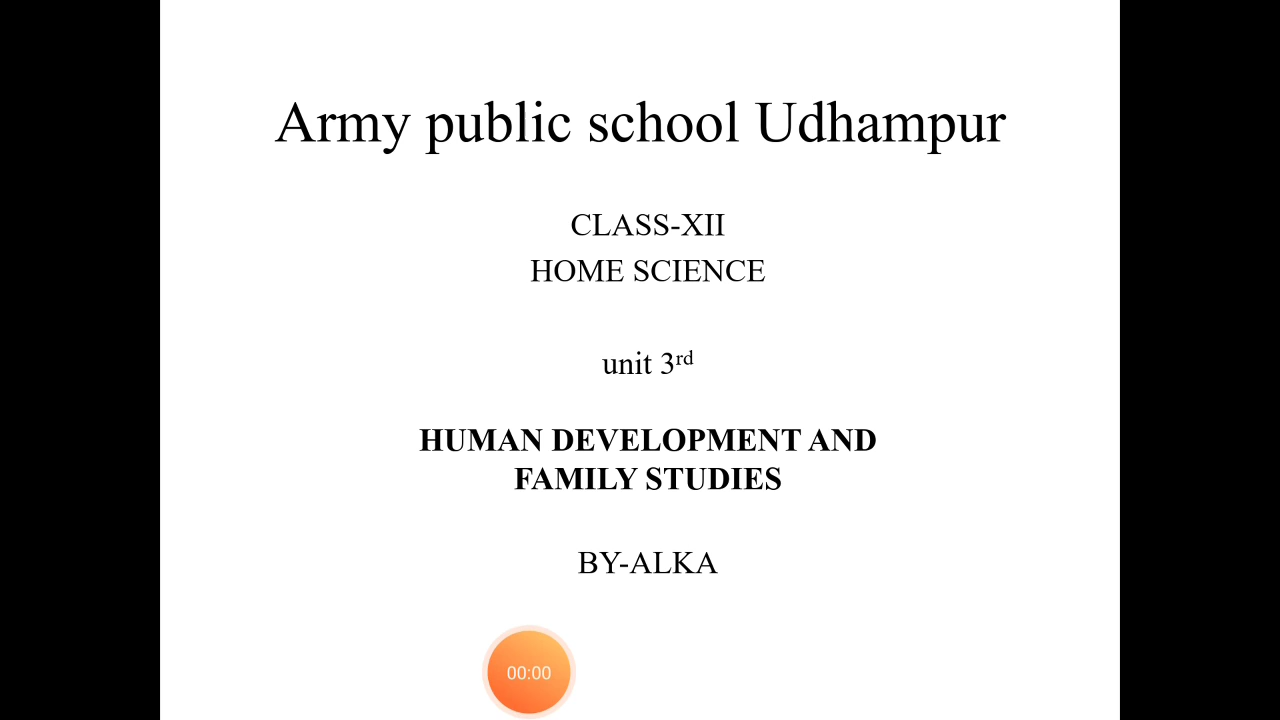 Army public school Udhampur
CLASS-XII
HOME SCIENCE
unit 3rd
HUMAN DEVELOPMENT AND
FAMILY STUDIES
BY-ALKA
00:00